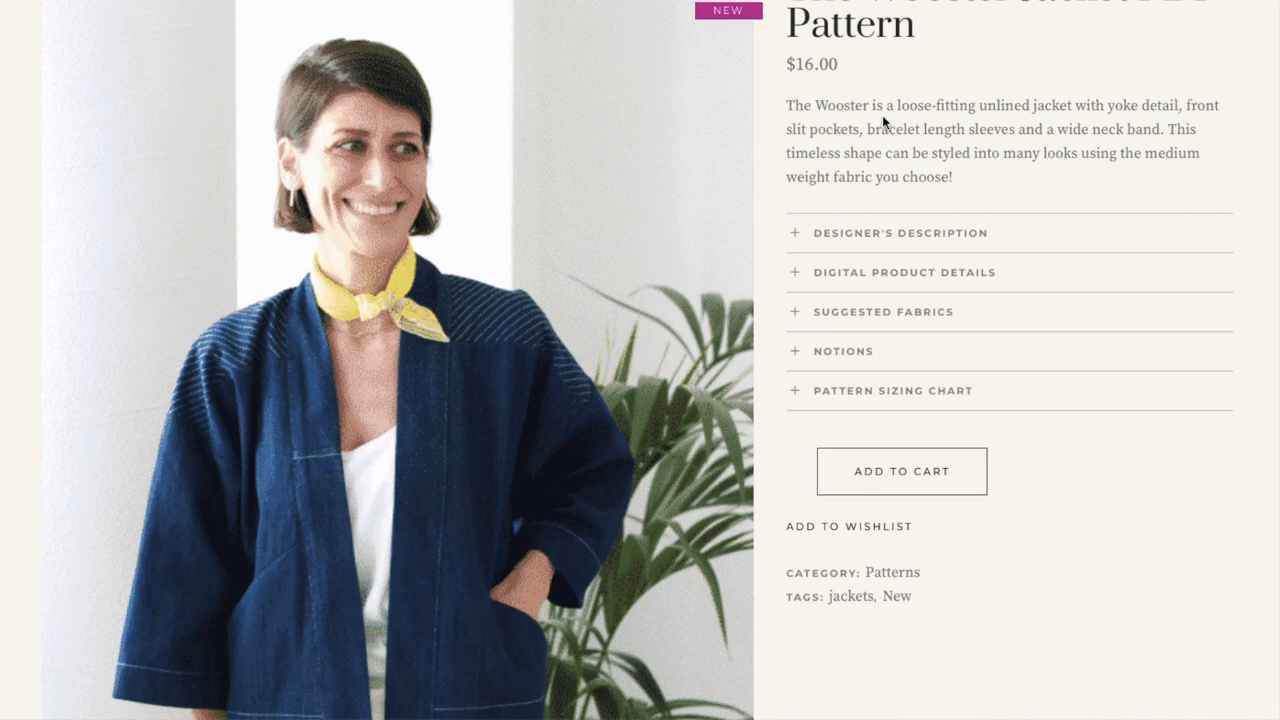 NEW
Pattern
$16.00
The Wooster is a loose-fitting unlined jacket with yoke detail, front
slit pockets, bracelet length sleeves and a wide neck band. This
timeless shape can be styled into many looks using the medium
weight fabric you choose!
+ DESIGNER'S DESCRIPTION
+ DIGITAL PRODUCT DETAILS
+ SUGGESTED FABRICS
+ NOTIONS
+ PATTERN SIZING CHART
ADD TO CART
ADD TO WISHLIST
CATEGORY: Patterns
TAGS: jackets, New